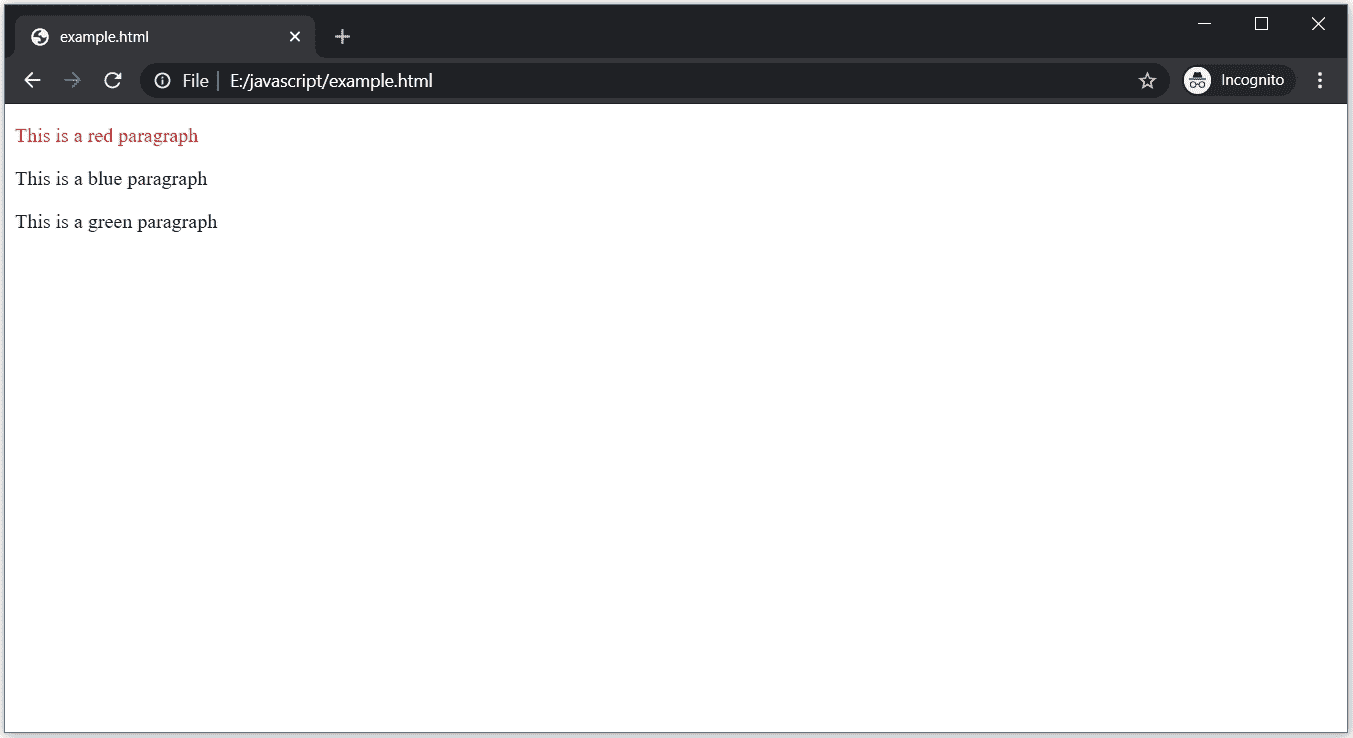 example.html
File E:/javascript/example.html Incognito
This is a red paragraph
This is a blue paragraph
This is a green paragraph